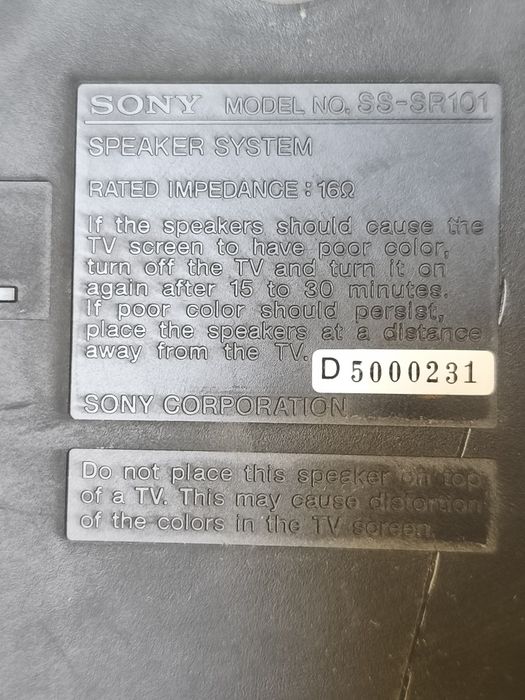 SONY MODEL NO. SS-SR101
SPEAKER SYSTEM
RATED IMPEDANCE : 16Ω
If the speakers should cause the
TV screen to have poor color,
turn off the TV and turn it on
again after 15 to 30 minutes.
If poor color should persist,
place the speakers at a distance
away from the TV.
D 5000231
SONY CORPORATION
Do not place this speaker on top
of a TV. This may cause distortion
of the colors in the TV screen.